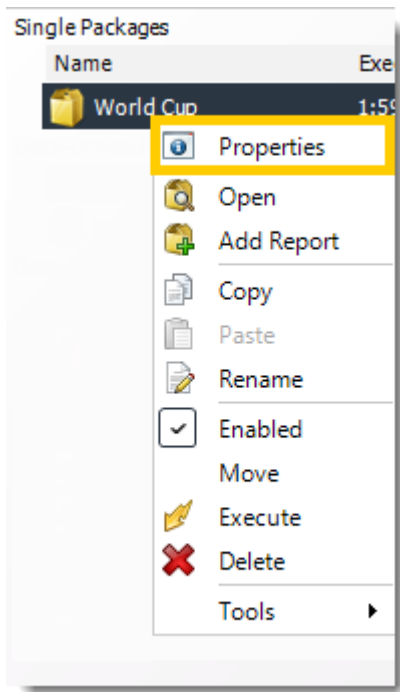 Single Packages
Name Exe
World Cup 1:59
Properties
Open
Add Report
Copy
Paste
Rename
Enabled
Move
Execute
Delete
Tools